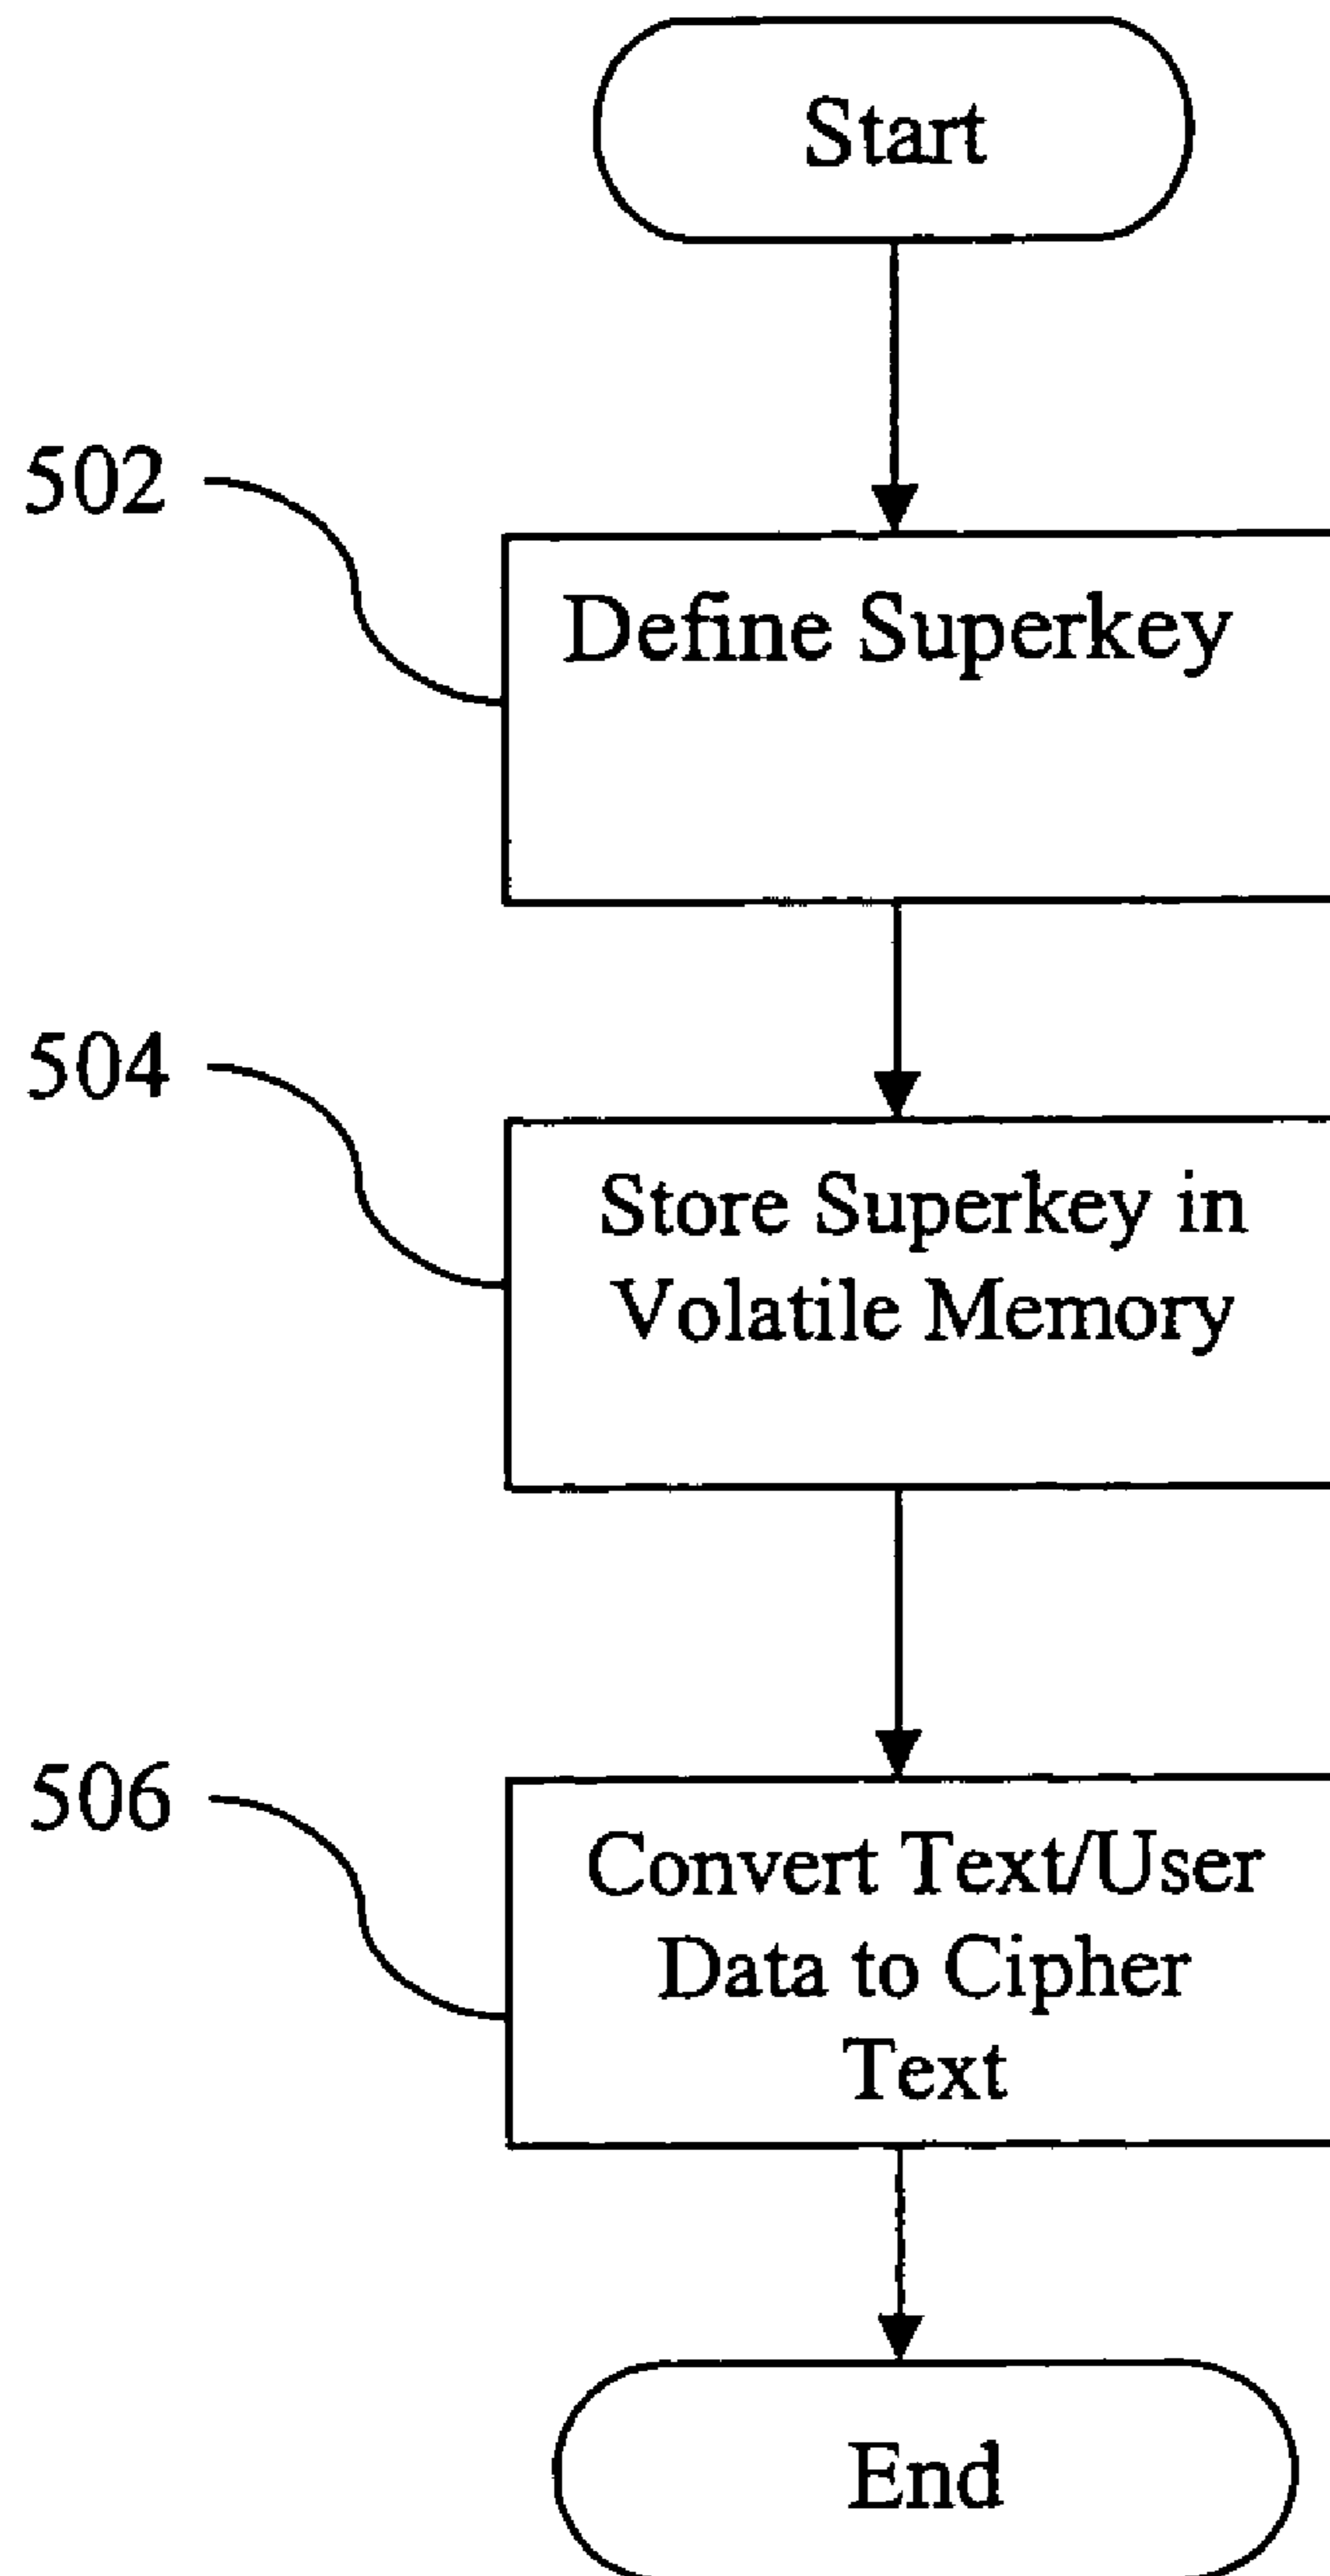 Start
502
Define Superkey
504
Store Superkey in
Volatile Memory
506
Convert Text/User
Data to Cipher
Text
End